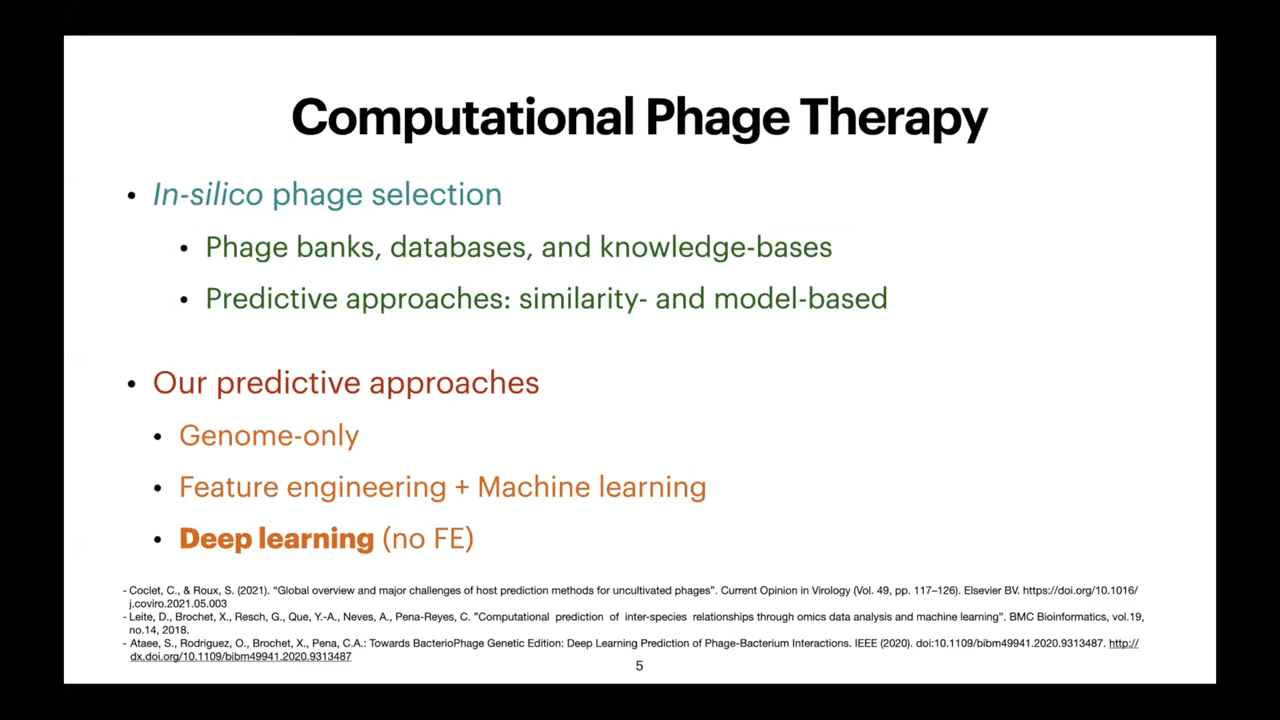 Computational Phage Therapy
• In-silico phage selection
• Phage banks, databases, and knowledge-bases
• Predictive approaches: similarity- and model-based
• Our predictive approaches
• Genome-only
• Feature engineering + Machine learning
• Deep learning (no FE)
- Coclet, C., & Roux, S. (2021). “Global overview and major challenges of host prediction methods for uncultivated phages”. Current Opinion in Virology (Vol. 49, pp. 117–126). Elsevier BV. https://doi.org/10.1016/
j.coviro.2021.05.003
- Leite, D., Brochet, X., Resch, G., Que, Y.-A., Neves, A., Pena-Reyes, C. "Computational prediction of inter-species relationships through omics data analysis and machine learning". BMC Bioinformatics, vol.19,
no.14, 2018.
- Ataee, S., Rodriguez, O., Brochet, X., Pena, C.A.: Towards BacterioPhage Genetic Edition: Deep Learning Prediction of Phage-Bacterium Interactions. IEEE (2020). doi:10.1109/bibm49941.2020.9313487. http://
dx.doi.org/10.1109/bibm49941.2020.9313487
5